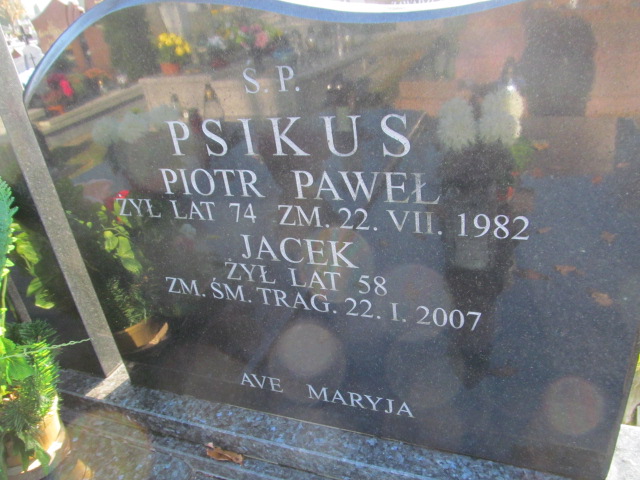 Ś.P.
PSIKUS
PIOTR PAWEŁ
ŻYŁ LAT 74 ZM. 22. VII. 1982
JACEK
ŻYŁ LAT 58
ZM. ŚM. TRAG. 22. I. 2007
AVE MARYJA